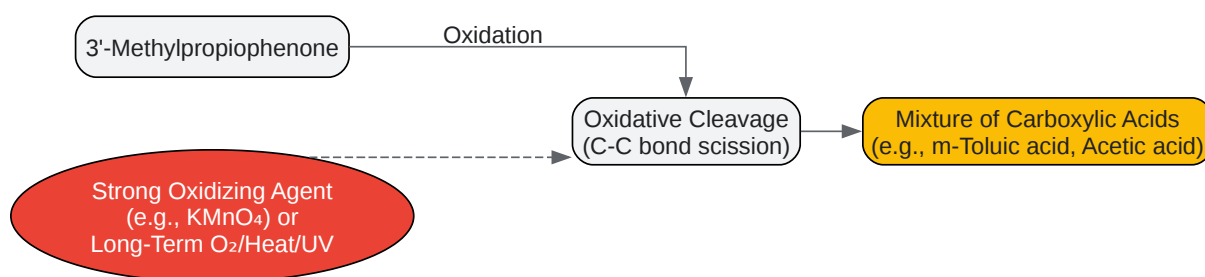 3'-Methylpropiophenone
Oxidation
Oxidative Cleavage
(C-C bond scission)
Mixture of Carboxylic Acids
(e.g., m-Toluic acid, Acetic acid)
Strong Oxidizing Agent
(e.g., KMnO₄) or
Long-Term O₂/Heat/UV